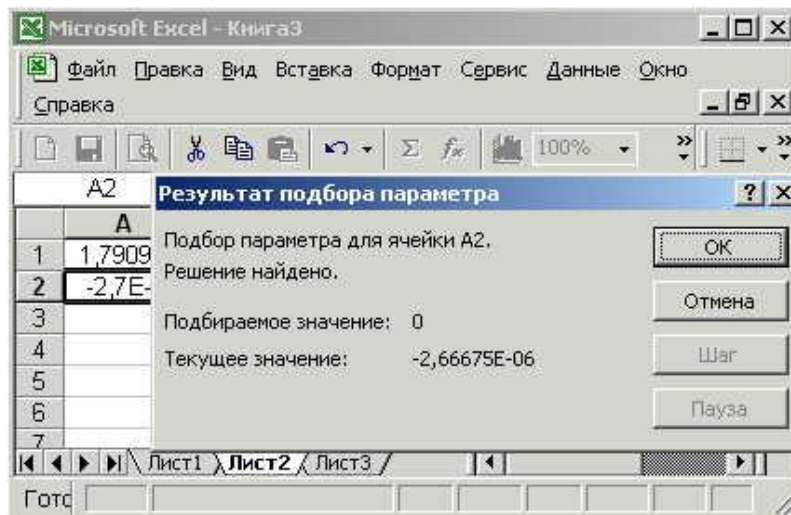 Microsoft Excel - Книга3
Файл Правка Вид Вставка Формат Сервис Данные Окно
Справка
100%
A2
Результат подбора параметра
A
1 1,7909
2 -2,7E-
3
4
5
6
7
Подбор параметра для ячейки A2.
Решение найдено.
Подбираемое значение: 0
Текущее значение: -2,66675E-06
ОК
Отмена
Шаг
Пауза
Лист1 Лист2 Лист3
Гото